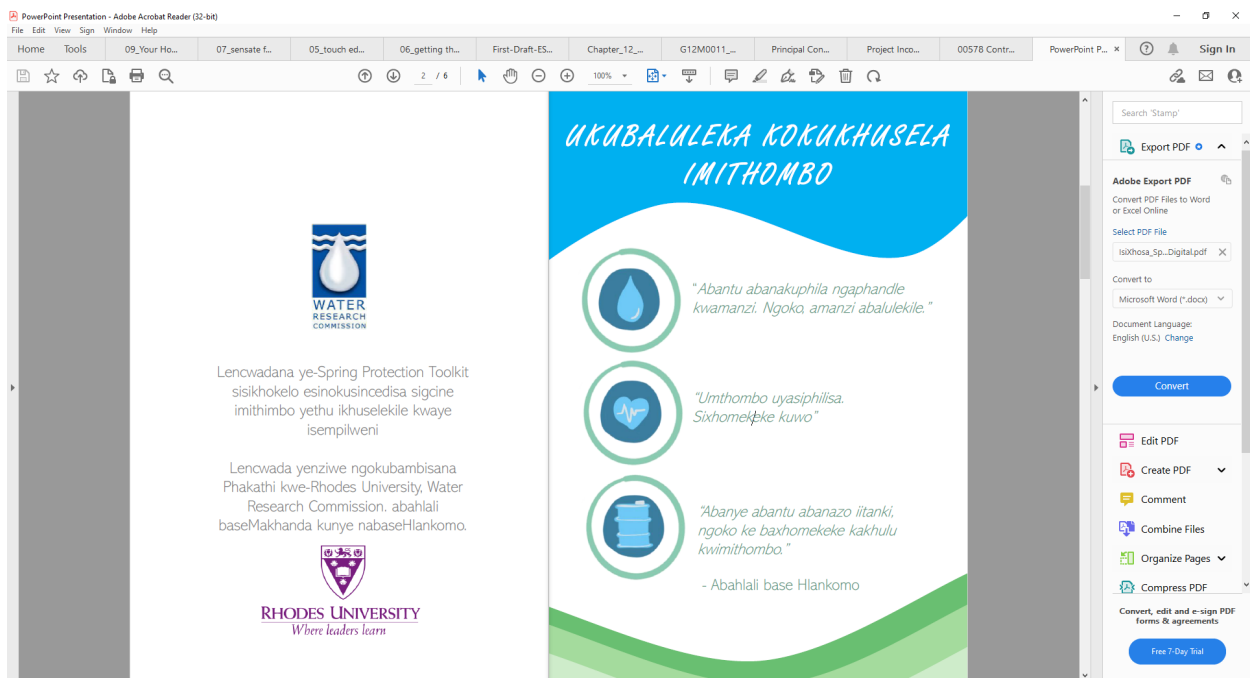 PowerPoint Presentation - Adobe Acrobat Reader (32-bit)
File Edit View Sign Window Help
Home Tools 09_Your Ho... 07_sensate f... 05_touch ed... 06_getting th... First-Draft-ES... Chapter_12_... G12M0011_... Principal Con... Project Inco... 00578 Contr... PowerPoint P... × Sign In
2 / 6 100%
WATER
RESEARCH
COMMISSION
Lencwadana ye-Spring Protection Toolkit
sisikhokelo esinokusincedisa sigcine
imithimbo yethu ikhuselekile kwaye
isempilweni
Lencwada yenziwe ngokubambisana
Phakathi kwe-Rhodes University, Water
Research Commission. abahlali
baseMakhanda kunye nabaseHlankomo.
RHODES UNIVERSITY
Where leaders learn
UKUBALULEKA KOKUKHUSELA
IMITHOMBO
"Abantu abanakuphila ngaphandle
kwamanzi. Ngoko, amanzi abalulekile."
"Umthombo uyasiphilisa.
Sixhomekeke kuwo"
"Abanye abantu abanazo iitanki,
ngoko ke baxhomekeke kakhulu
kwimithombo."
- Abahlali base Hlankomo
Search 'Stamp'
Export PDF
Adobe Export PDF
Convert PDF Files to Word
or Excel Online
Select PDF File
IsiXhosa_Sp...Digital.pdf
Convert to
Microsoft Word (*.docx)
Document Language:
English (U.S.) Change
Convert
Edit PDF
Create PDF
Comment
Combine Files
Organize Pages
Compress PDF
Convert, edit and e-sign PDF
forms & agreements
Free 7-Day Trial